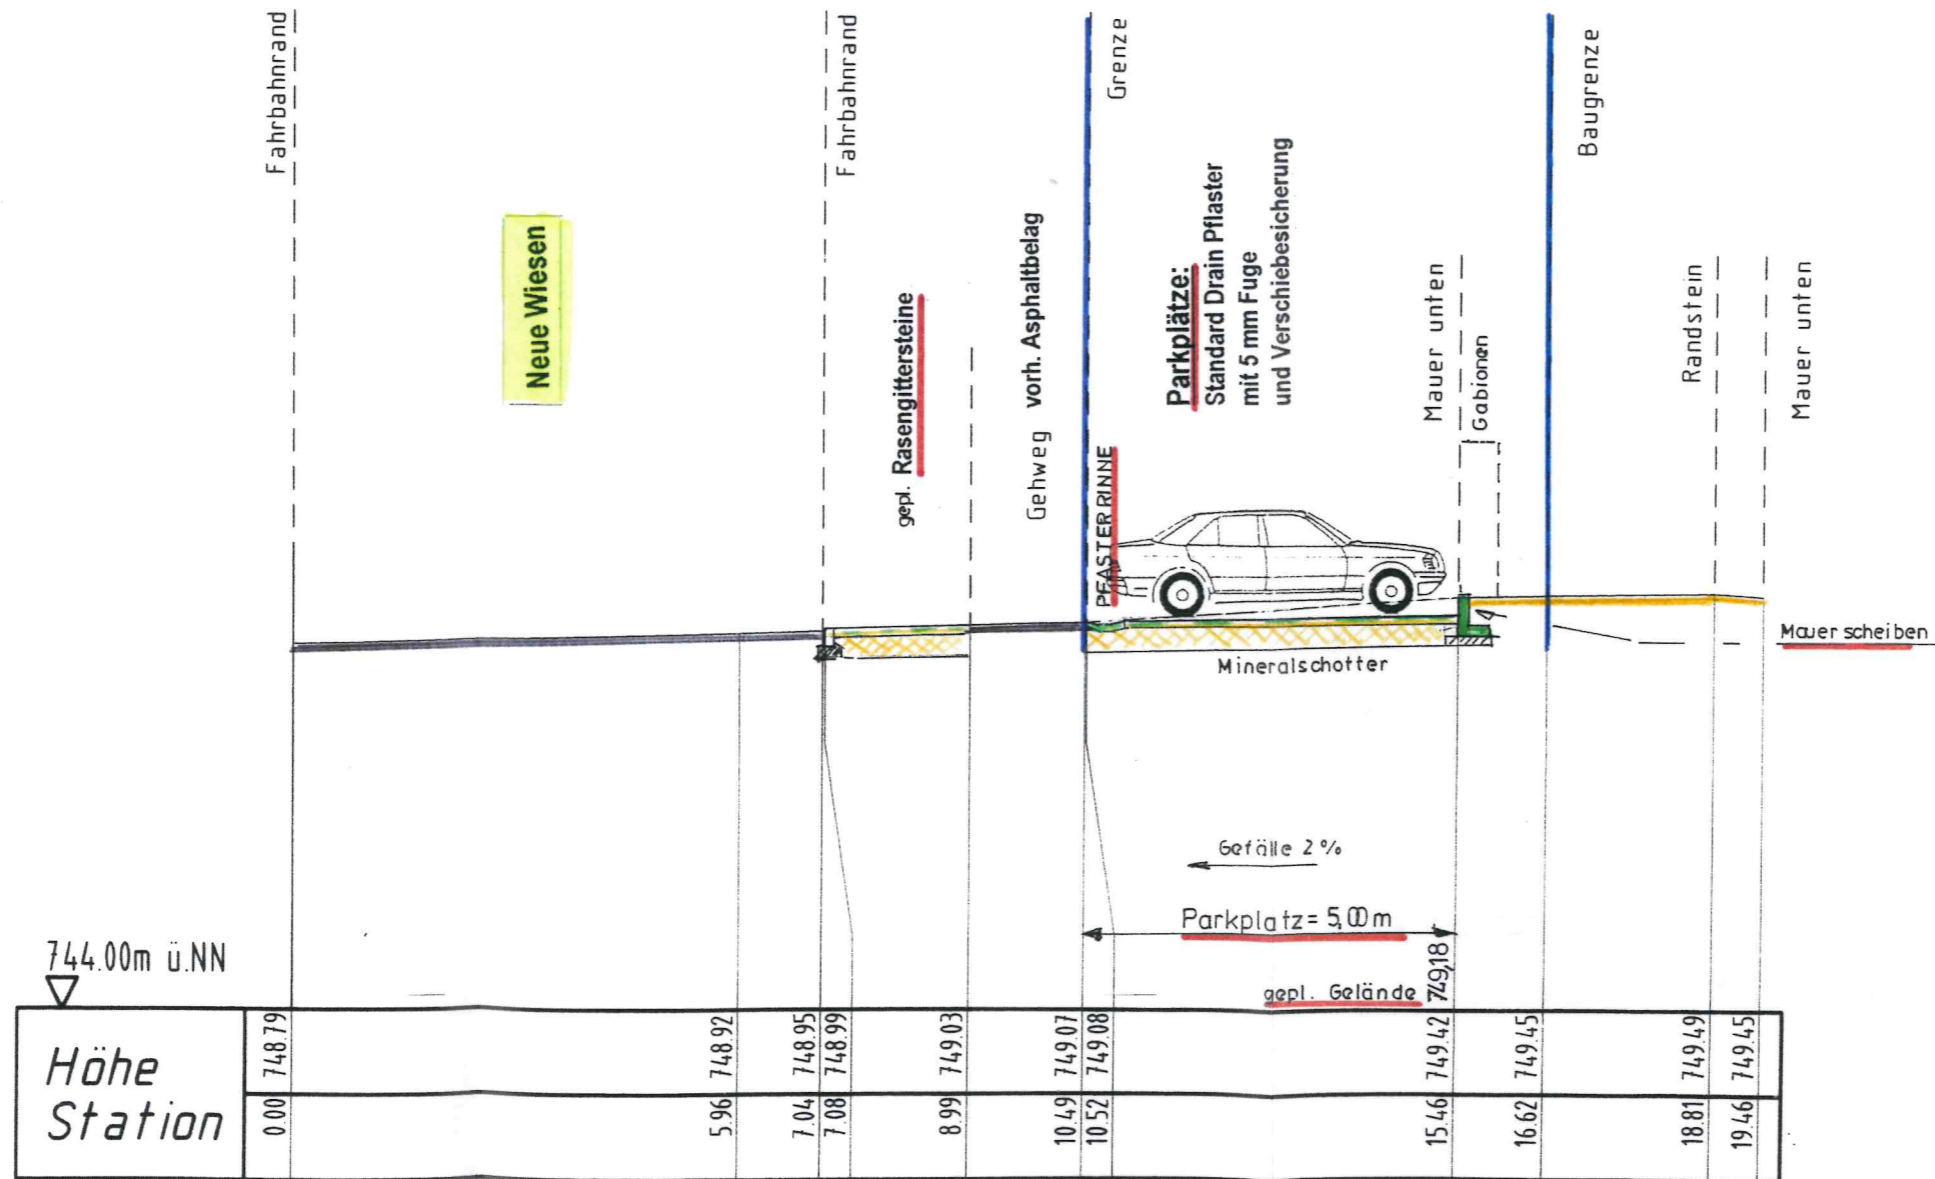 Fahrbahnrand
Neue Wiesen
Fahrbahnrand
gepl. Rasengittersteine
Gehweg vorh. Asphaltbelag
Grenze
PFASTERRINNE
Parkplätze:
Standard Drain Pflaster
mit 5 mm Fuge
und Verschiebesicherung
Mauer unten
Gabionen
Baugrenze
Randstein
Mauer unten
Mauerscheiben
Mineralschotter
Gefälle 2%
Parkplatz = 5,00 m
gepl. Gelände 749,18
744.00m ü.NN
Höhe 748.79 748.92 748.95 748.99 749.03 749.07 749.08 749.42 749.45 749.49 749.45
Station 0.00 5.96 7.04 7.08 8.99 10.49 10.52 15.46 16.62 18.81 19.46